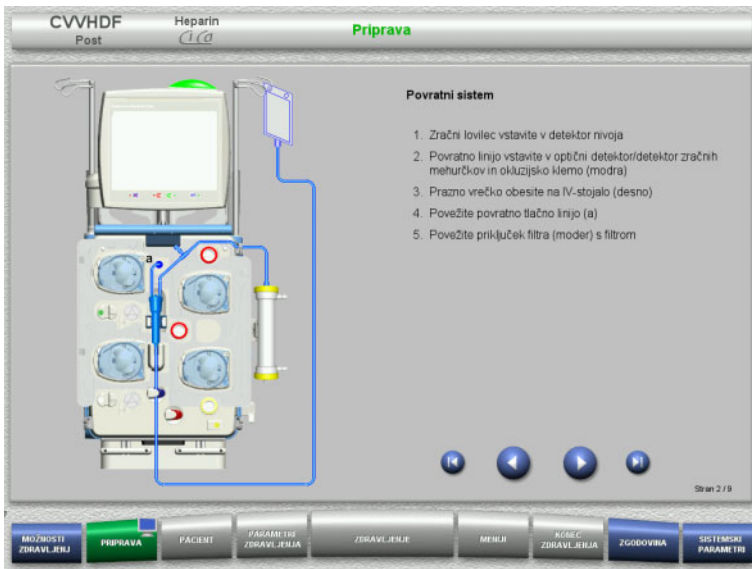 CVVHDF
Post
Heparin
Ci Ca
Priprava
Povratni sistem
1. Zračni lovilec vstavite v detektor nivoja
2. Povratno linijo vstavite v optični detektor/detektor zračnih
mehurčkov in okluzijsko klemo (modra)
3. Prazno vrečko obesite na IV-stojalo (desno)
4. Povežite povratno tlačno linijo (a)
5. Povežite priključek filtra (moder) s filtrom
a
Stran 2 / 9
MOŽNOSTI
ZDRAVLJENJ
PRIPRAVA
PACIENT
PARAMETRI
ZDRAVLJENJA
ZDRAVLJENJE
MENIJI
KONEC
ZDRAVLJENJA
ZGODOVINA
SISTEMSKI
PARAMETRI